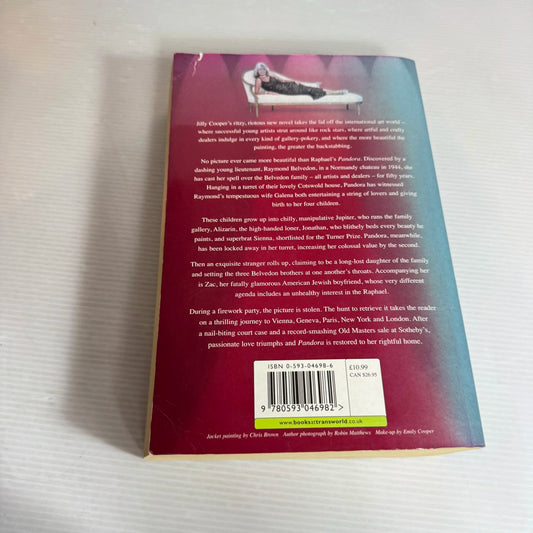 Jilly Cooper's ritzy, riotous new novel takes the lid off the international art world –
where successful young artists strut around like rock stars, where artful and crafty
dealers indulge in every kind of gallery-pokery, and where the more beautiful the
painting, the greater the backstabbing.
No picture ever came more beautiful than Raphael's Pandora. Discovered by a
dashing young lieutenant, Raymond Belvedon, in a Normandy chateau in 1944, she
has cast her spell over the Belvedon family – all artists and dealers – for fifty years.
Hanging in a turret of their lovely Cotswold house, Pandora has witnessed
Raymond's tempestuous wife Galena both entertaining a string of lovers and giving
birth to her four children.
These children grow up into chilly, manipulative Jupiter, who runs the family
gallery, Alizarin, the high-handed loner, Jonathan, who blithely beds every beauty he
paints, and superbrat Sienna, shortlisted for the Turner Prize. Pandora, meanwhile,
has been locked away in her turret, increasing her colossal value by the second.
Then an exquisite stranger rolls up, claiming to be a long-lost daughter of the family
and setting the three Belvedon brothers at one another's throats. Accompanying her
is Zac, her fatally glamorous American Jewish boyfriend, whose very different
agenda includes an unhealthy interest in the Raphael.
During a firework party, the picture is stolen. The hunt to retrieve it takes the reader
on a thrilling journey to Vienna, Geneva, Paris, New York and London. After
a nail-biting court case and a record-smashing Old Masters sale at Sotheby's,
passionate love triumphs and Pandora is restored to her rightful home.
ISBN 0-593-04698-6
£10.99
CAN $26.95
9 780593 046982 >
www.booksattransworld.co.uk
Jacket painting by Chris Brown Author photograph by Robin Matthews Make-up by Emily Cooper